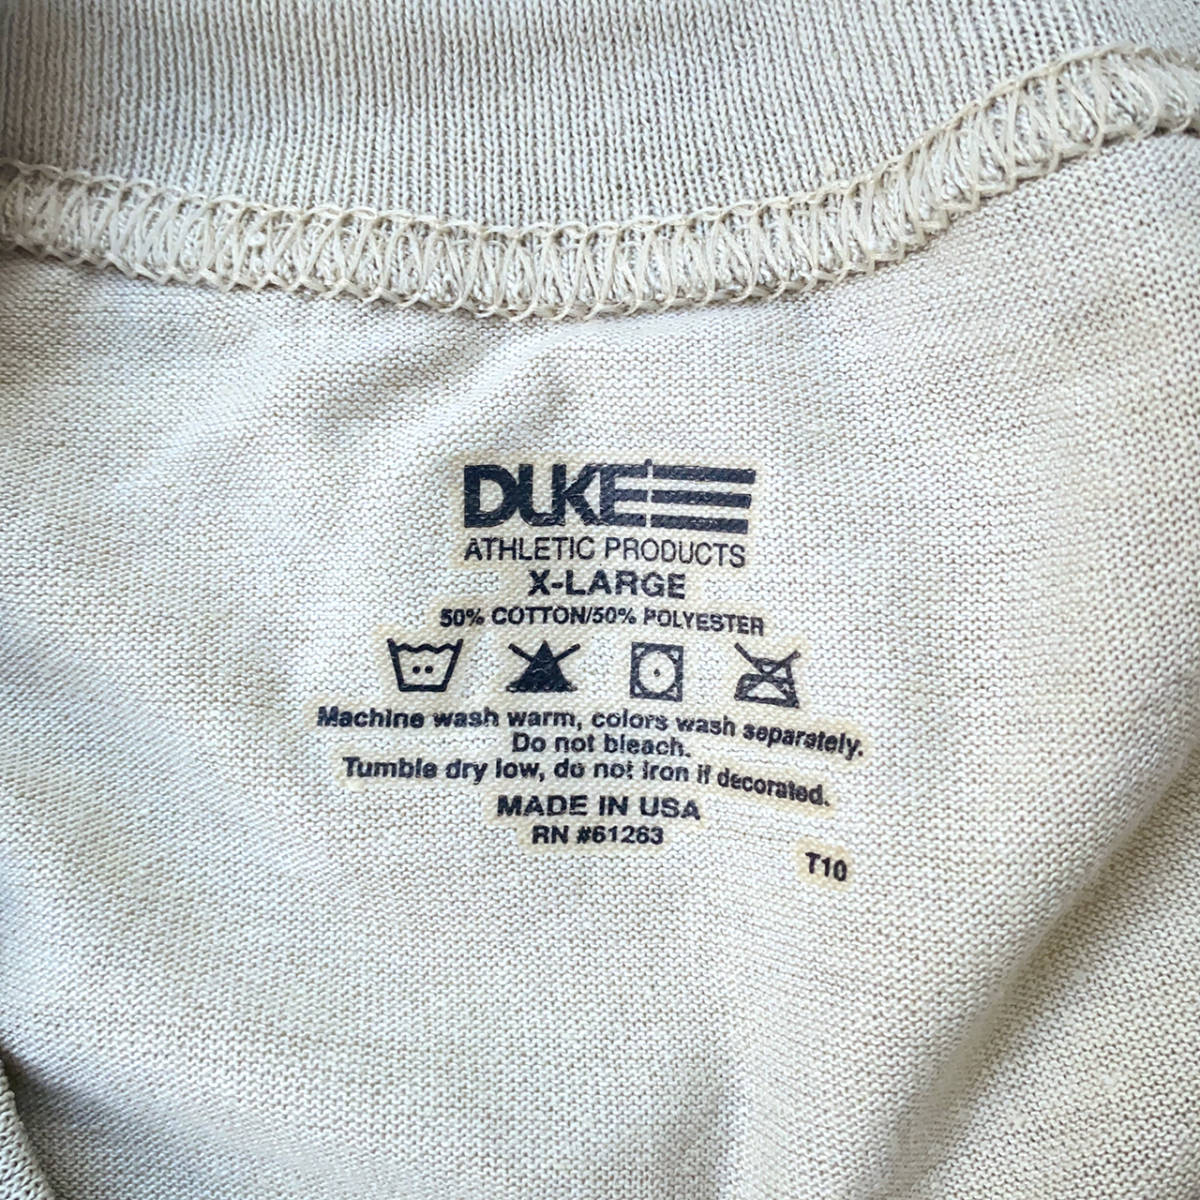 DUKE
ATHLETIC PRODUCTS
X-LARGE
50% COTTON/50% POLYESTER
Machine wash warm, colors wash separately.
Do not bleach.
Tumble dry low, do not iron if decorated.
MADE IN USA
RN #61263
T10